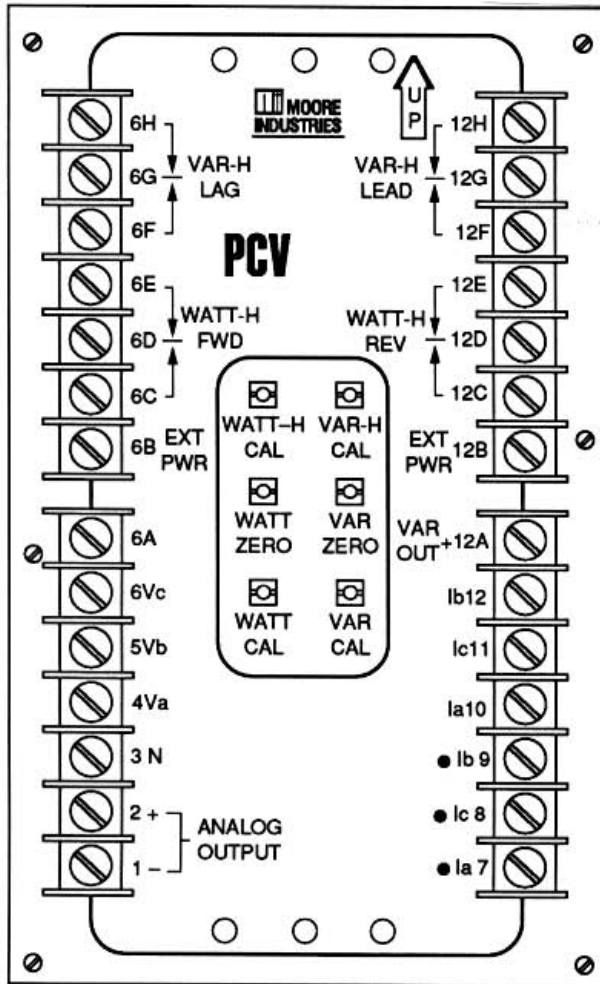 MOORE
INDUSTRIES
UP
PCV
6H
6G
6F
VAR-H
LAG
6E
6D
6C
WATT-H
FWD
6B
EXT
PWR
6A
6Vc
5Vb
4Va
3 N
2 +
1 –
ANALOG
OUTPUT
WATT–H
CAL
VAR-H
CAL
WATT
ZERO
VAR
ZERO
WATT
CAL
VAR
CAL
12H
12G
12F
VAR-H
LEAD
12E
12D
12C
WATT-H
REV
EXT
PWR
12B
VAR
OUT
+12A
Ib12
Ic11
Ia10
● Ib 9
● Ic 8
● Ia 7